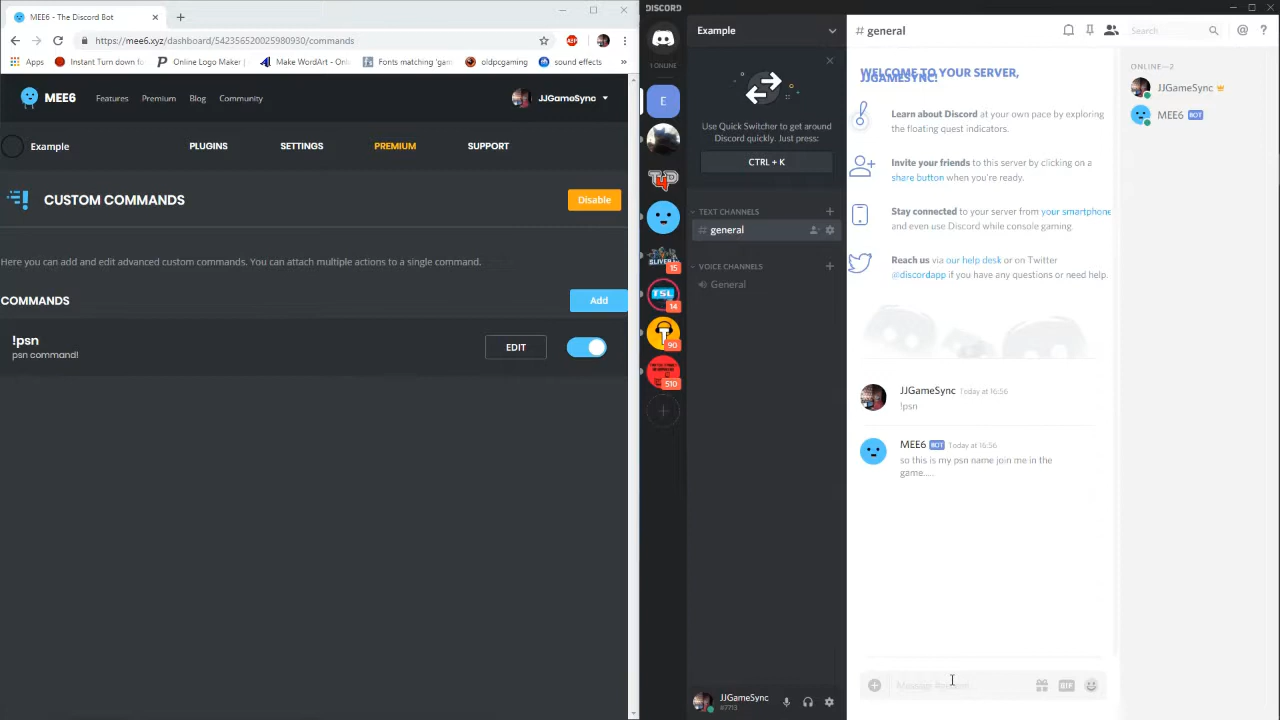 MEE6 - The Discord Bot
https://mee6.xyz/dashboard/542356520025980930/commands
Apps Instant Turn down fo Online Logo Maker Make WordArt - Onl Fonts matching ' oldpcgaming sound effects
MEE6 Features Premium Blog Community JJGameSync
PLUGINS SETTINGS PREMIUM SUPPORT
CUSTOM COMMANDS
Disable
Here you can add and edit advanced custom commands. You can attach multiple actions to a single command.
COMMANDS
Add
!psn
psn command!
EDIT
DISCORD
1 ONLINE
E
T4D
15
TSL
14
90
510
Example
Use Quick Switcher to get around
Discord quickly. Just press:
CTRL + K
TEXT CHANNELS
# general
VOICE CHANNELS
General
JJGameSync
#7713
# general
Search
WELCOME TO YOUR SERVER,
JJGAMESYNC!
Learn about Discord at your own pace by exploring
the floating quest indicators.
Invite your friends to this server by clicking on a
share button when you're ready.
Stay connected to your server from your smartphone
and even use Discord while console gaming.
Reach us via our help desk or on Twitter
@discordapp if you have any questions or need help.
JJGameSync Today at 16:56
!psn
MEE6 BOT Today at 16:56
so this is my psn name join me in the
game.....
Message
GIF
ONLINE—2
JJGameSync
MEE6 BOT